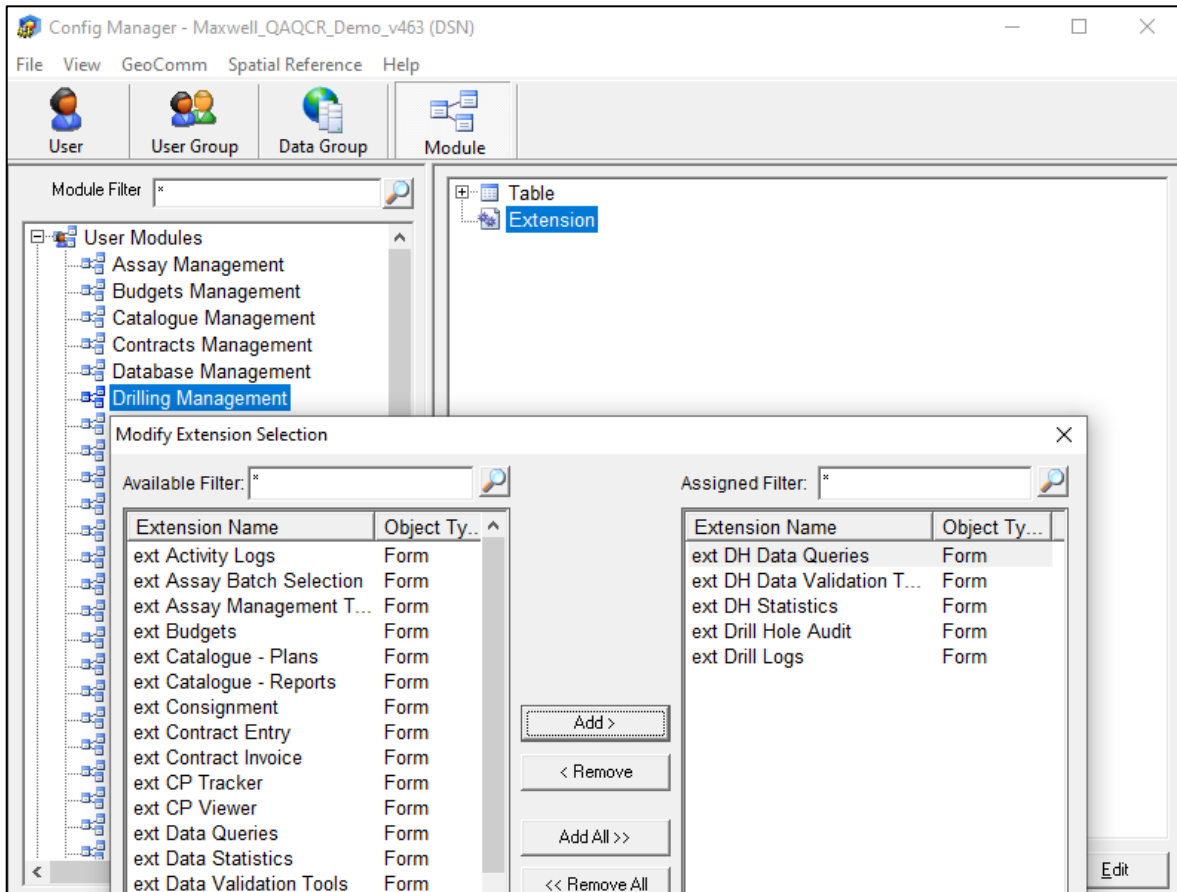 Config Manager - Maxwell_QAQCR_Demo_v463 (DSN)
File View GeoComm Spatial Reference Help
User User Group Data Group Module
Module Filter *
User Modules
Assay Management
Budgets Management
Catalogue Management
Contracts Management
Database Management
Drilling Management
Table
Extension
Modify Extension Selection
Available Filter: *
Extension Name Object Ty...
ext Activity Logs Form
ext Assay Batch Selection Form
ext Assay Management T... Form
ext Budgets Form
ext Catalogue - Plans Form
ext Catalogue - Reports Form
ext Consignment Form
ext Contract Entry Form
ext Contract Invoice Form
ext CP Tracker Form
ext CP Viewer Form
ext Data Queries Form
ext Data Statistics Form
ext Data Validation Tools Form
Add >
< Remove
Add All >>
<< Remove All
Assigned Filter: *
Extension Name Object Ty...
ext DH Data Queries Form
ext DH Data Validation T... Form
ext DH Statistics Form
ext Drill Hole Audit Form
ext Drill Logs Form
Edit